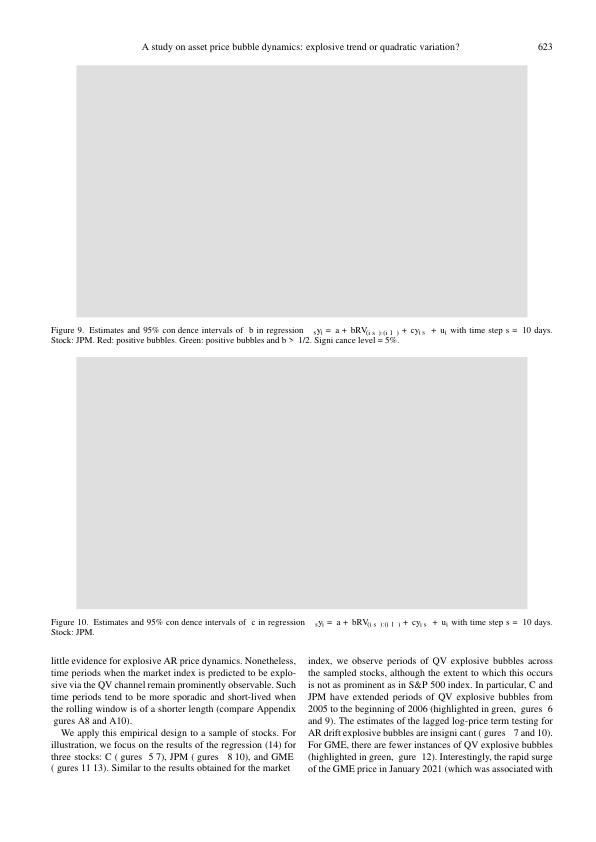 A study on asset price bubble dynamics: explosive trend or quadratic variation?
623
Figure 9. Estimates and 95% con dence intervals of b in regression syi = a + bRV(i s ):(i 1 ) + cyi s + ui with time step s = 10 days.
Stock: JPM. Red: positive bubbles. Green: positive bubbles and b > 1/2. Signi cance level = 5%.
Figure 10. Estimates and 95% con dence intervals of c in regression syi = a + bRV(i s ):(i 1 ) + cyi s + ui with time step s = 10 days.
Stock: JPM.
little evidence for explosive AR price dynamics. Nonetheless,
time periods when the market index is predicted to be explo-
sive via the QV channel remain prominently observable. Such
time periods tend to be more sporadic and short-lived when
the rolling window is of a shorter length (compare Appendix
gures A8 and A10).
We apply this empirical design to a sample of stocks. For
illustration, we focus on the results of the regression (14) for
three stocks: C ( gures 5 7), JPM ( gures 8 10), and GME
( gures 11 13). Similar to the results obtained for the market
index, we observe periods of QV explosive bubbles across
the sampled stocks, although the extent to which this occurs
is not as prominent as in S&P 500 index. In particular, C and
JPM have extended periods of QV explosive bubbles from
2005 to the beginning of 2006 (highlighted in green, gures 6
and 9). The estimates of the lagged log-price term testing for
AR drift explosive bubbles are insigni cant ( gures 7 and 10).
For GME, there are fewer instances of QV explosive bubbles
(highlighted in green, gure 12). Interestingly, the rapid surge
of the GME price in January 2021 (which was associated with